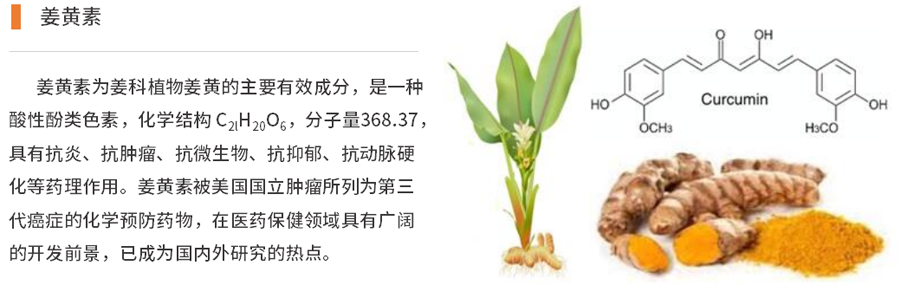 姜黄素
姜黄素为姜科植物姜黄的主要有效成分，是一种
酸性酚类色素，化学结构 C₂lH₂₀O₆，分子量368.37，
具有抗炎、抗肿瘤、抗微生物、抗抑郁、抗动脉硬
化等药理作用。姜黄素被美国国立肿瘤所列为第三
代癌症的化学预防药物，在医药保健领域具有广阔
的开发前景，已成为国内外研究的热点。
O OH
HO OH
OCH₃ H₃CO
Curcumin